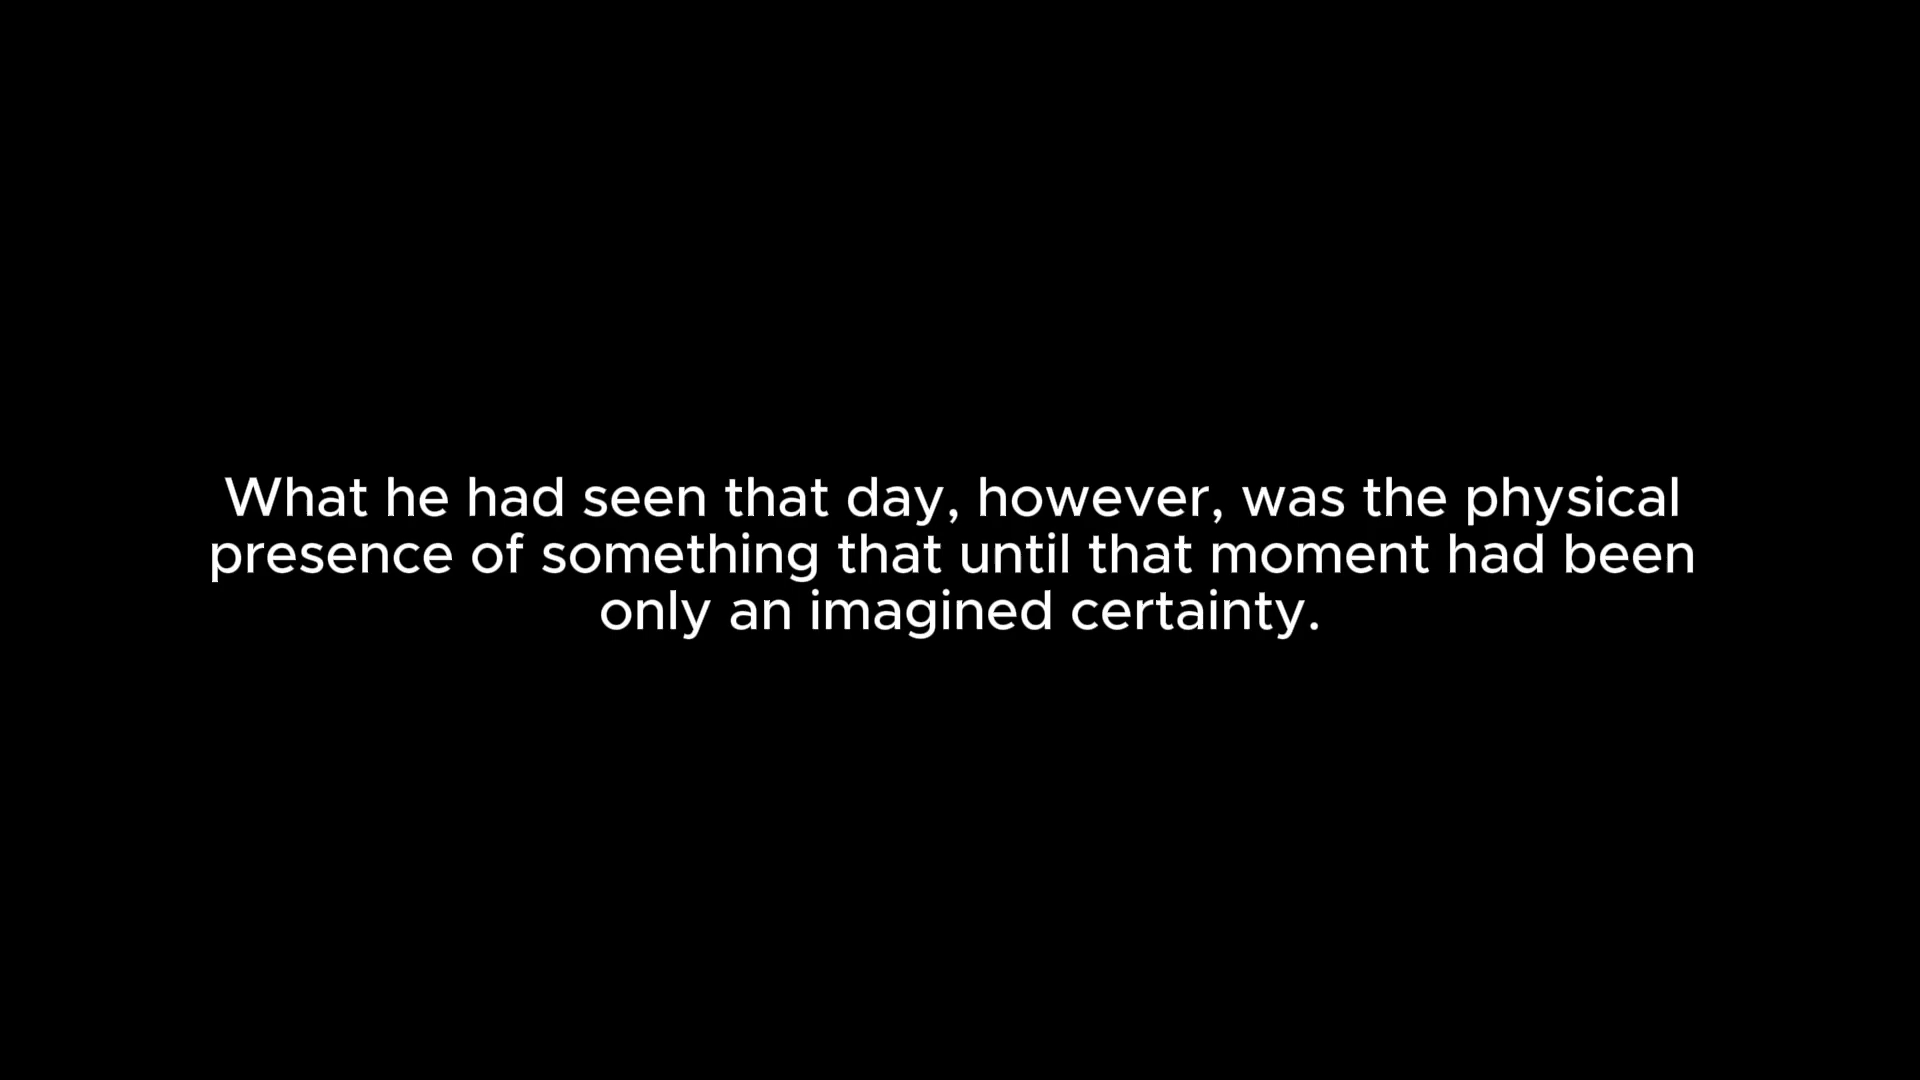 What he had seen that day, however, was the physical
presence of something that until that moment had been
only an imagined certainty.